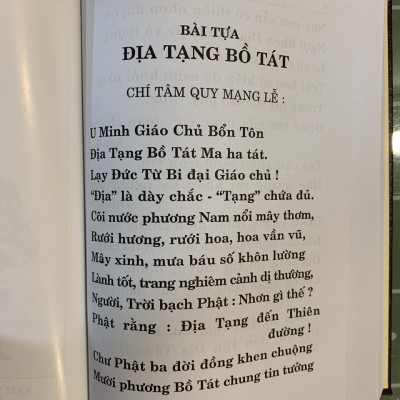 BÀI TỰA
ĐỊA TẠNG BỒ TÁT
CHÍ TÂM QUY MẠNG LỄ :
U Minh Giáo Chủ Bổn Tôn
Địa Tạng Bồ Tát Ma ha tát.
Lạy Đức Từ Bi đại Giáo chủ !
“Địa” là dày chắc - “Tạng” chứa đủ.
Cõi nước phương Nam nổi mây thơm,
Rưới hương, rưới hoa, hoa vần vũ,
Mây xinh, mưa báu số khôn lường
Lành tốt, trang nghiêm cảnh dị thường,
Người, Trời bạch Phật : Nhơn gì thế ?
Phật rằng : Địa Tạng đến Thiên
đường !
Chư Phật ba đời đồng khen chuộng
Mười phương Bồ Tát chung tin tưởng